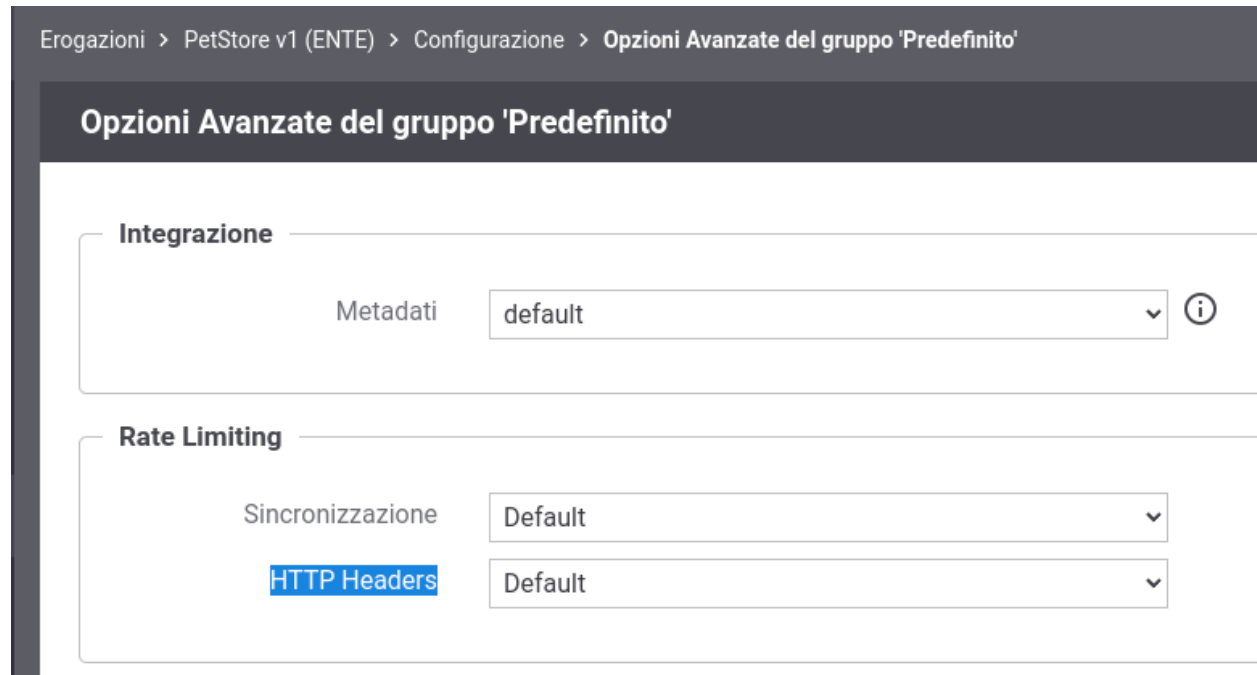 Erogazioni > PetStore v1 (ENTE) > Configurazione > Opzioni Avanzate del gruppo 'Predefinito'
Opzioni Avanzate del gruppo 'Predefinito'
Integrazione
Metadati default
Rate Limiting
Sincronizzazione Default
HTTP Headers Default